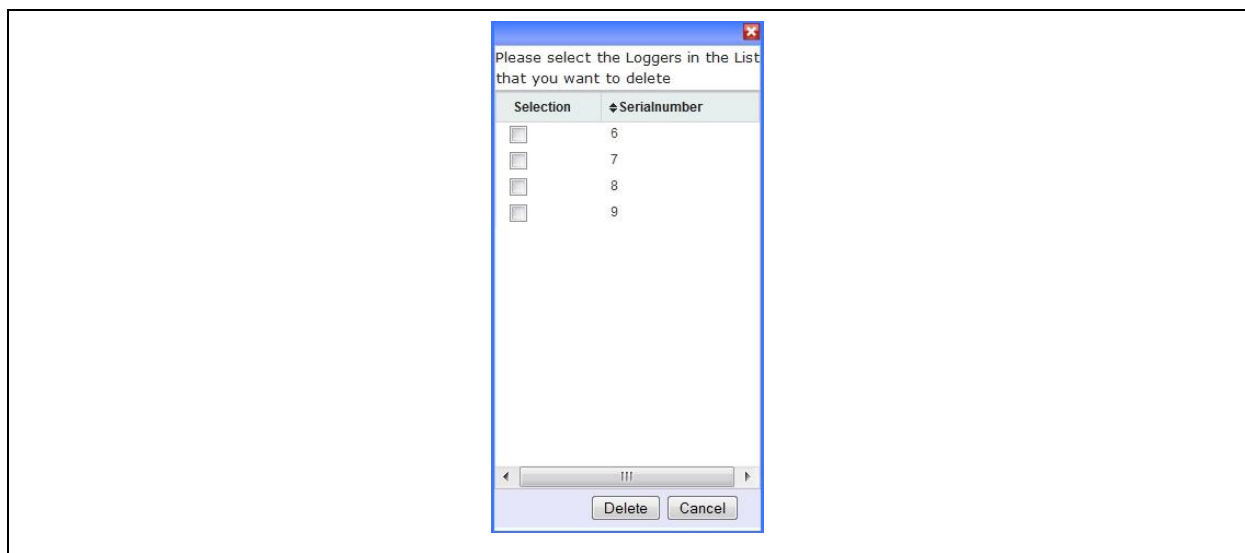 Please select the Loggers in the List
that you want to delete
Selection Serialnumber
6
7
8
9
Delete Cancel